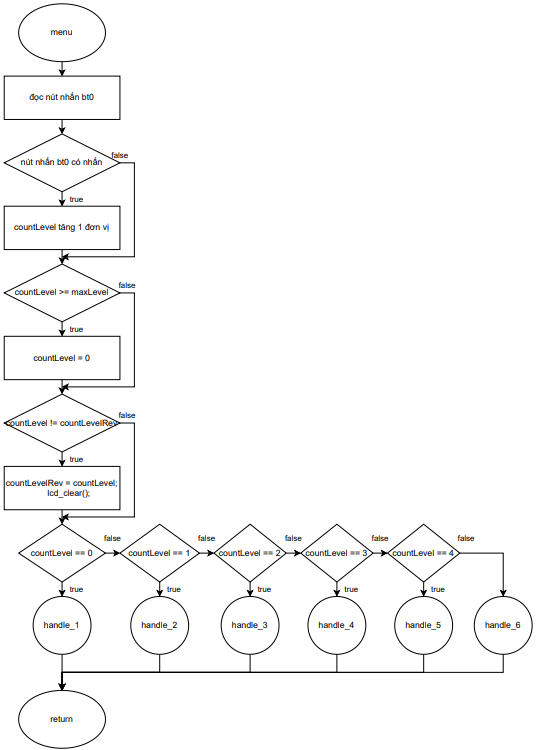 menu
đọc nút nhấn bt0
nút nhấn bt0 có nhấn
false
true
countLevel tăng 1 đơn vị
countLevel >= maxLevel
false
true
countLevel = 0
countLevel != countLevelRev
false
true
countLevelRev = countLevel;
lcd_clear();
countLevel == 0
false
countLevel == 1
false
countLevel == 2
false
countLevel == 3
false
countLevel == 4
false
true
true
true
true
true
handle_1
handle_2
handle_3
handle_4
handle_5
handle_6
return